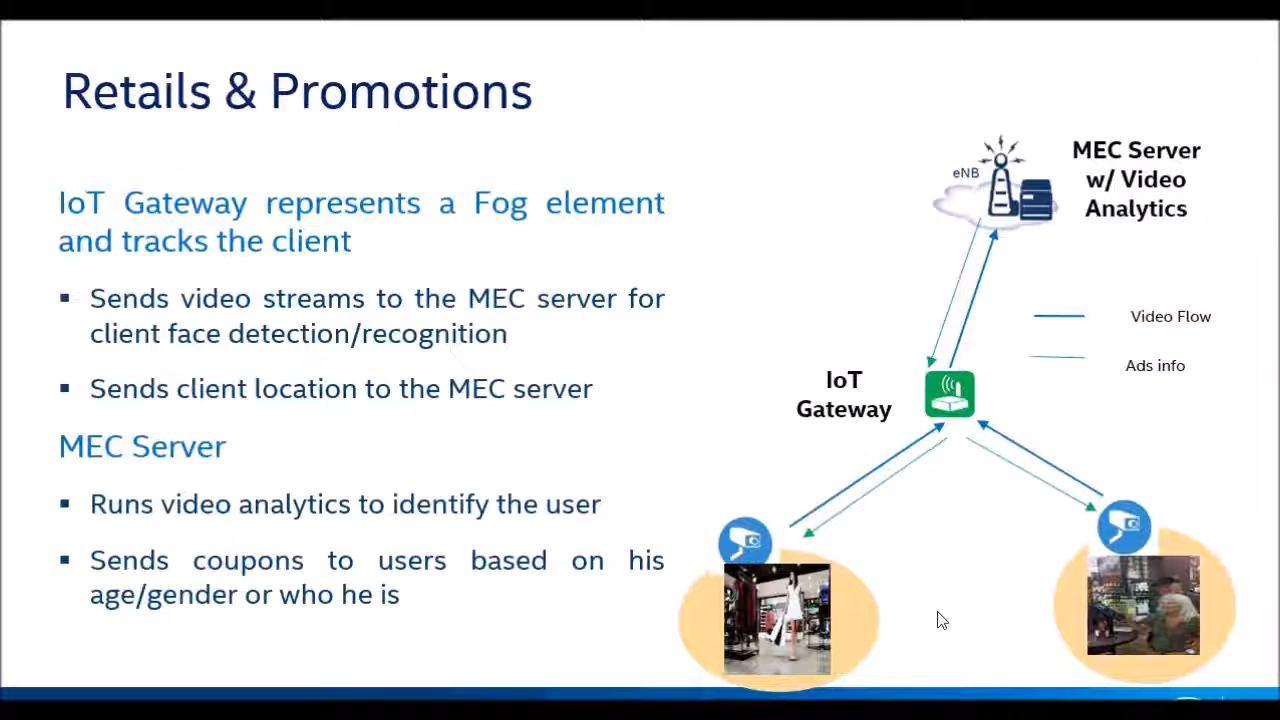 Retails & Promotions
IoT Gateway represents a Fog element
and tracks the client
▪ Sends video streams to the MEC server for
client face detection/recognition
▪ Sends client location to the MEC server
MEC Server
▪ Runs video analytics to identify the user
▪ Sends coupons to users based on his
age/gender or who he is
eNB
MEC Server
w/ Video
Analytics
Video Flow
Ads info
IoT
Gateway